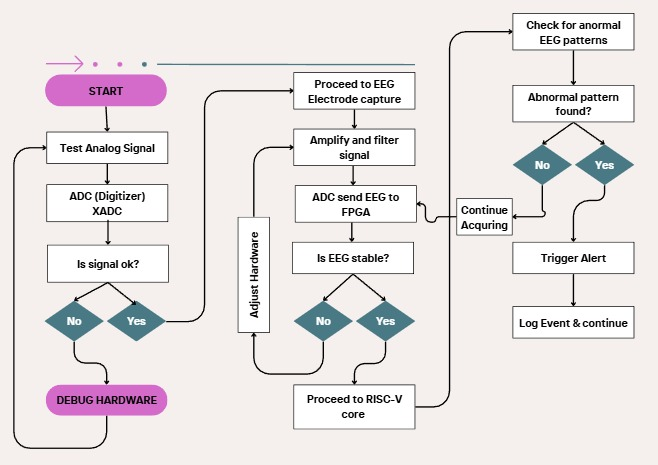 START
Test Analog Signal
ADC (Digitizer)
XADC
Is signal ok?
No
Yes
DEBUG HARDWARE
Proceed to EEG
Electrode capture
Amplify and filter
signal
ADC send EEG to
FPGA
Is EEG stable?
No
Yes
Adjust Hardware
Proceed to RISC-V
core
Check for anormal
EEG patterns
Abnormal pattern
found?
No
Yes
Continue
Acquring
Trigger Alert
Log Event & continue